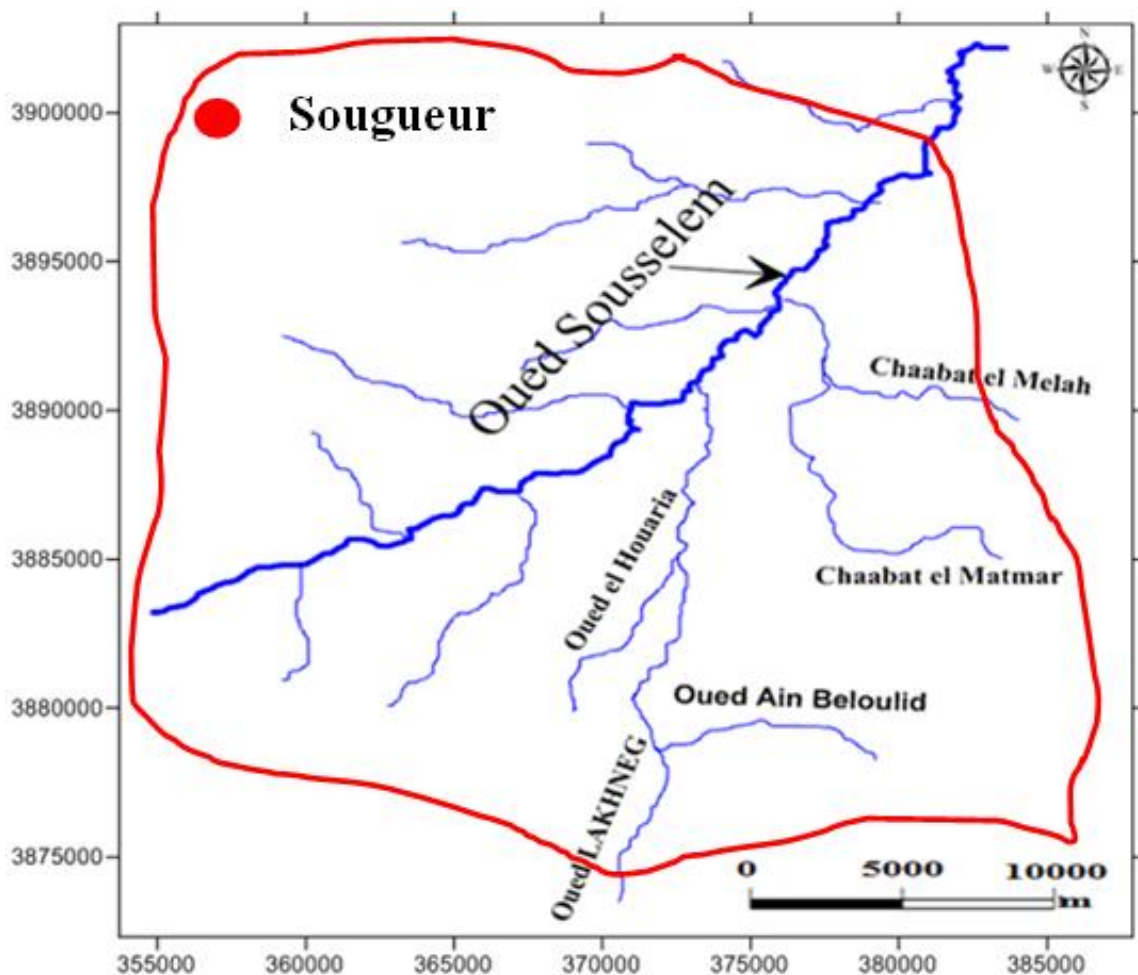 N
W E
S
3900000
Sougueur
3895000
Oued Sousselem
3890000
Chaabat el Melah
Oued el Houaria
3885000
Chaabat el Matmar
3880000
Oued Ain Beloulid
Oued LAKHNEG
3875000
0 5000 10000
m
355000 360000 365000 370000 375000 380000 385000